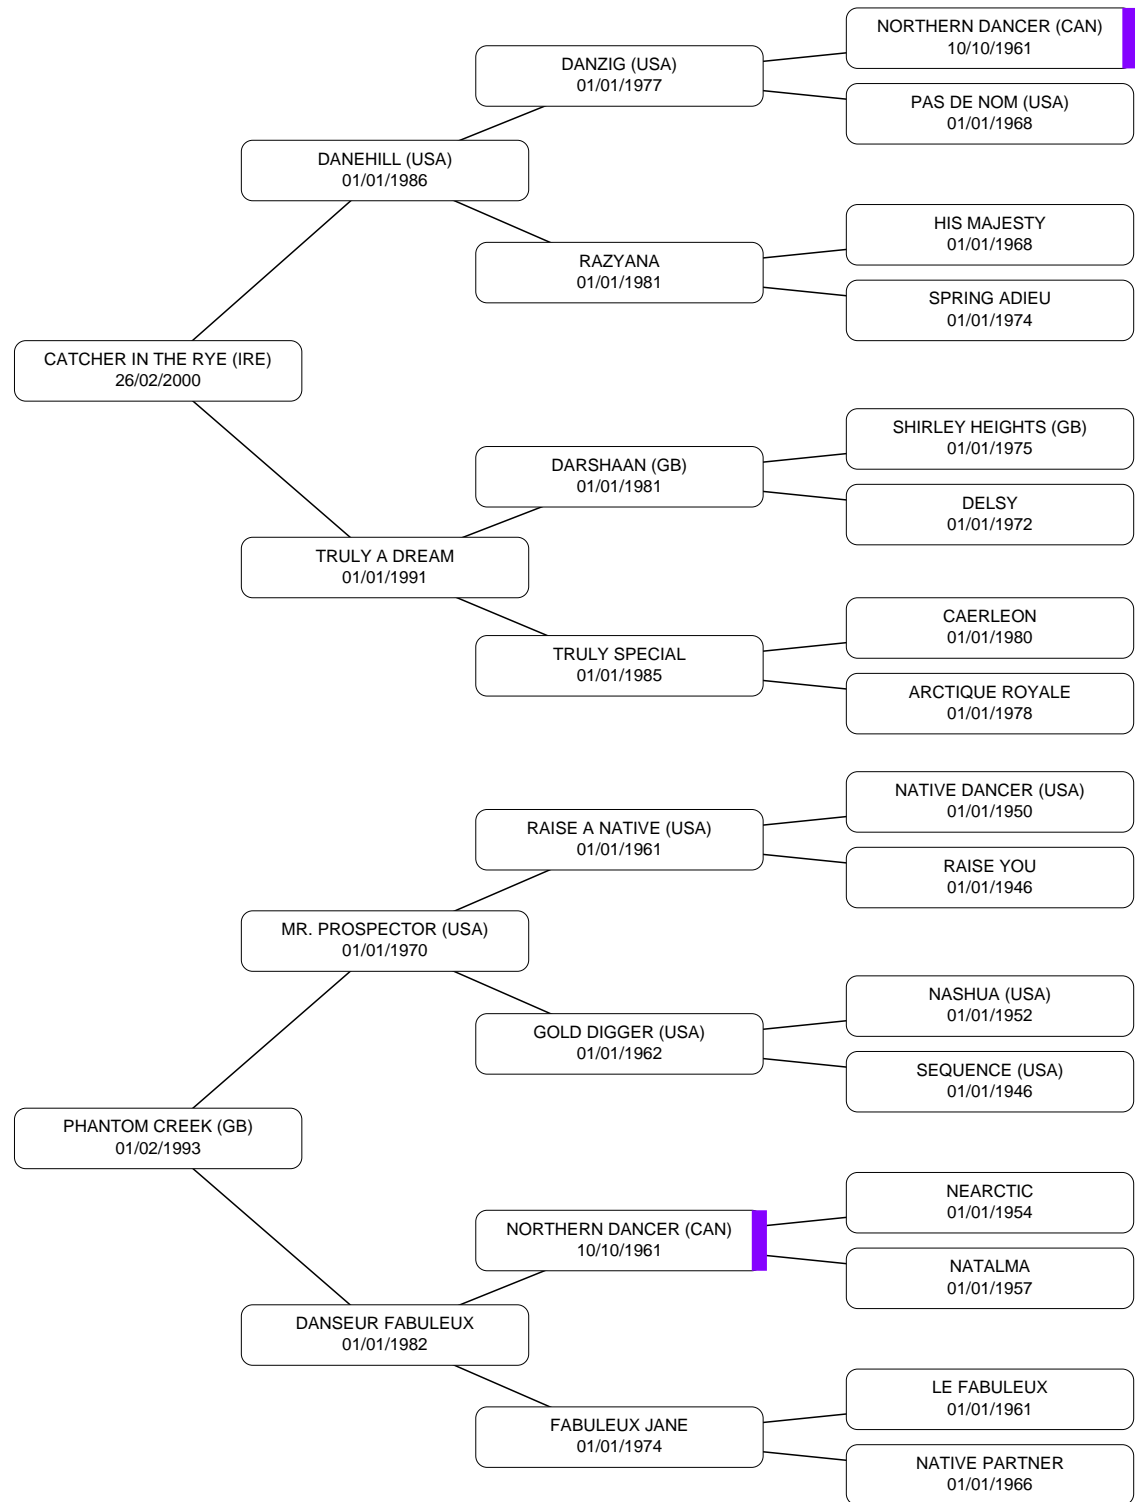 NORTHERN DANCER (CAN)
10/10/1961
DANZIG (USA)
01/01/1977
PAS DE NOM (USA)
01/01/1968
DANEHILL (USA)
01/01/1986
HIS MAJESTY
01/01/1968
RAZYANA
01/01/1981
SPRING ADIEU
01/01/1974
CATCHER IN THE RYE (IRE)
26/02/2000
SHIRLEY HEIGHTS (GB)
01/01/1975
DARSHAAN (GB)
01/01/1981
DELSY
01/01/1972
TRULY A DREAM
01/01/1991
CAERLEON
01/01/1980
TRULY SPECIAL
01/01/1985
ARCTIQUE ROYALE
01/01/1978
NATIVE DANCER (USA)
01/01/1950
RAISE A NATIVE (USA)
01/01/1961
RAISE YOU
01/01/1946
MR. PROSPECTOR (USA)
01/01/1970
NASHUA (USA)
01/01/1952
GOLD DIGGER (USA)
01/01/1962
SEQUENCE (USA)
01/01/1946
PHANTOM CREEK (GB)
01/02/1993
NEARCTIC
01/01/1954
NORTHERN DANCER (CAN)
10/10/1961
NATALMA
01/01/1957
DANSEUR FABULEUX
01/01/1982
LE FABULEUX
01/01/1961
FABULEUX JANE
01/01/1974
NATIVE PARTNER
01/01/1966